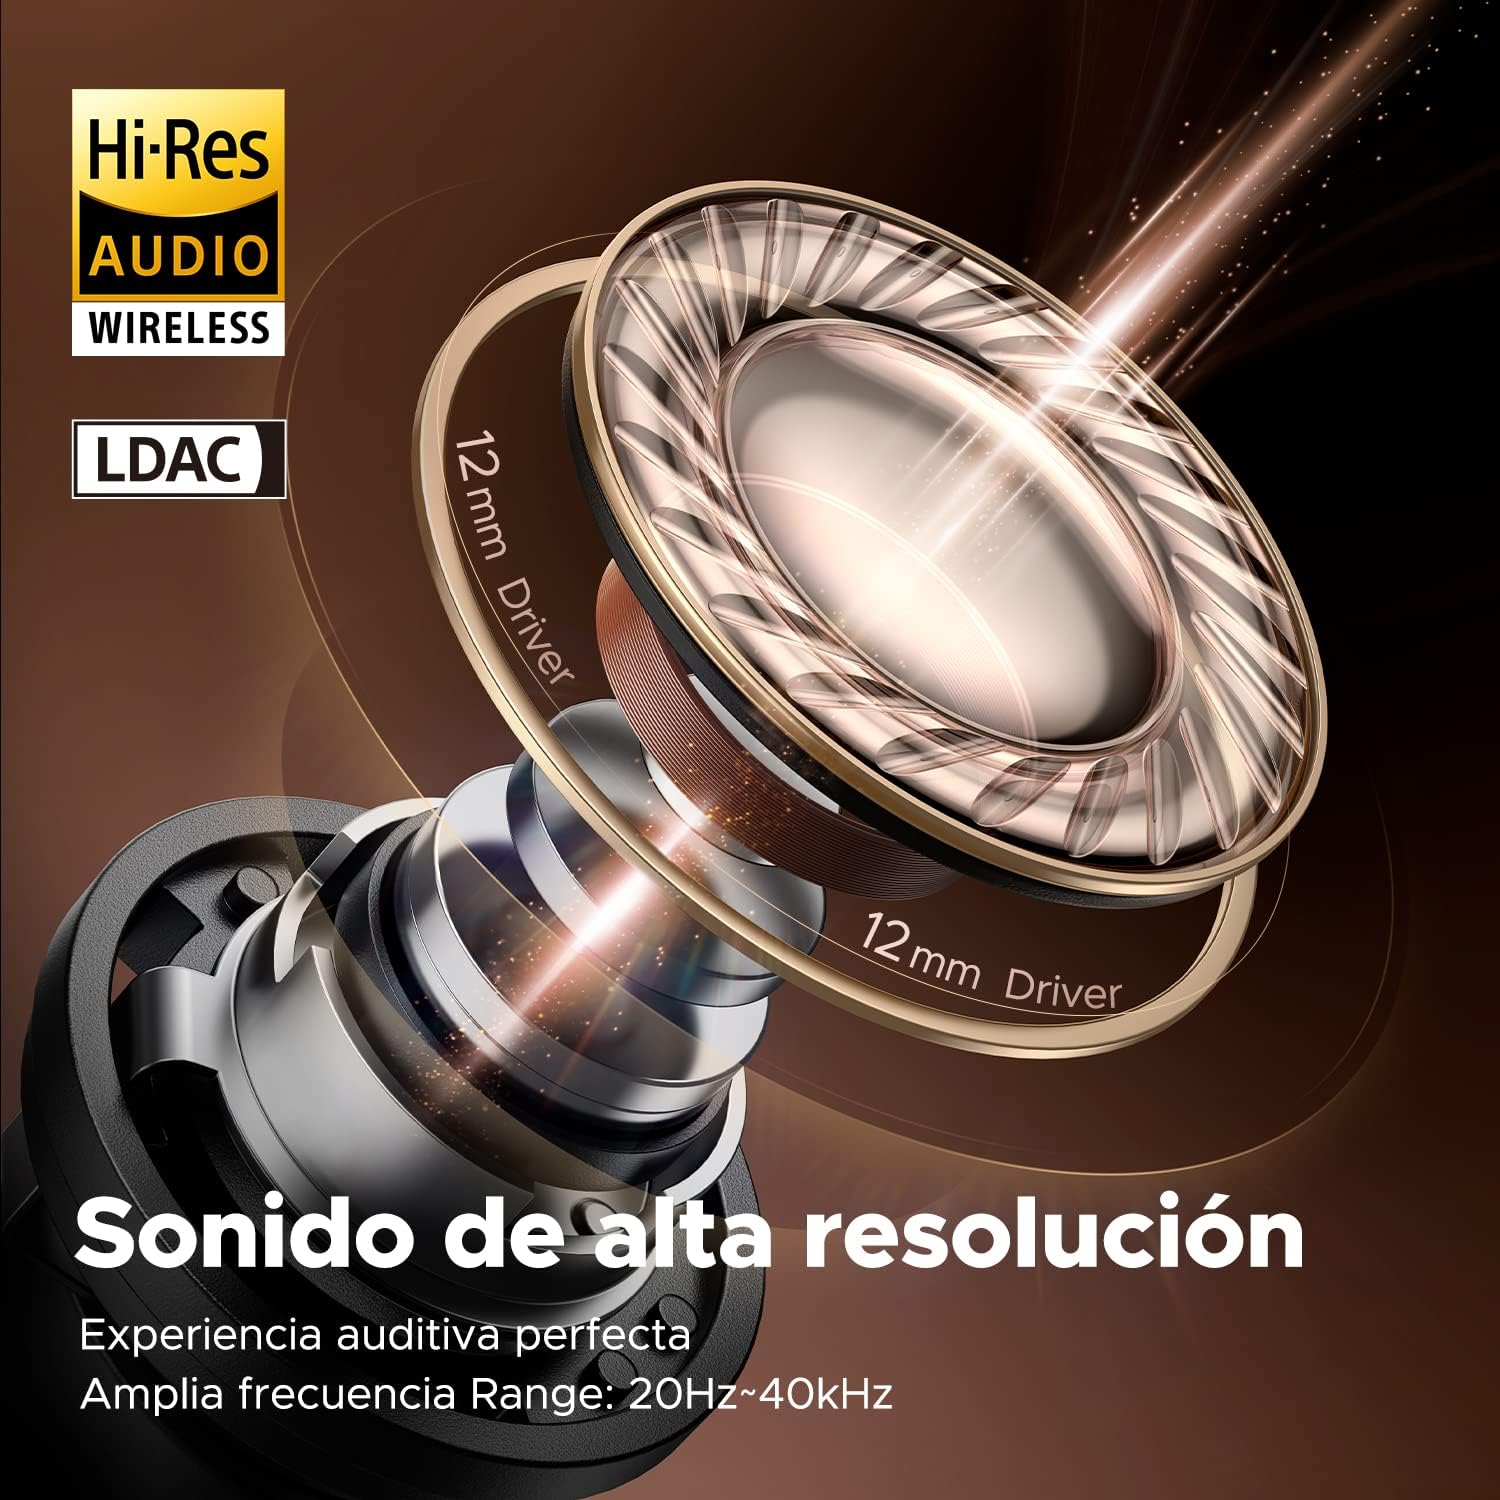 Hi-Res
AUDIO
WIRELESS
LDAC
12mm Driver
12mm Driver
Sonido de alta resolución
Experiencia auditiva perfecta
Amplia frecuencia Range: 20Hz~40kHz